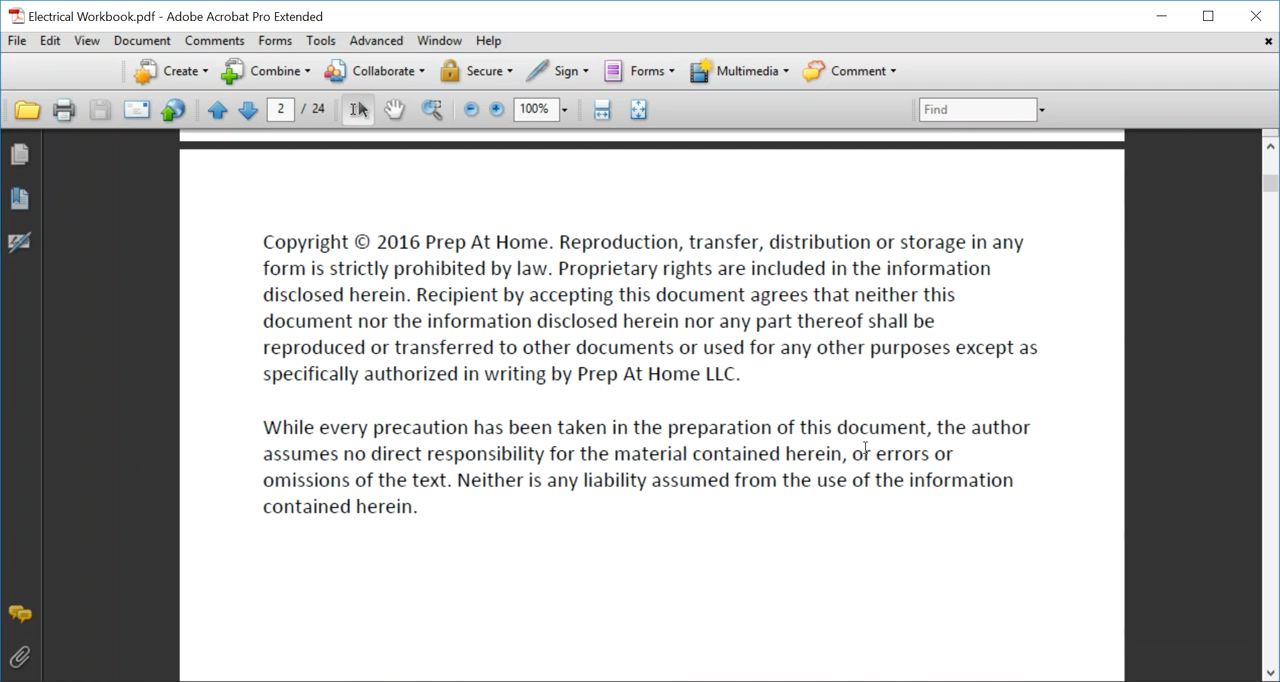 Electrical Workbook.pdf - Adobe Acrobat Pro Extended
File Edit View Document Comments Forms Tools Advanced Window Help
Create Combine Collaborate Secure Sign Forms Multimedia Comment
2 / 24 100% Find
Copyright © 2016 Prep At Home. Reproduction, transfer, distribution or storage in any
form is strictly prohibited by law. Proprietary rights are included in the information
disclosed herein. Recipient by accepting this document agrees that neither this
document nor the information disclosed herein nor any part thereof shall be
reproduced or transferred to other documents or used for any other purposes except as
specifically authorized in writing by Prep At Home LLC.
While every precaution has been taken in the preparation of this document, the author
assumes no direct responsibility for the material contained herein, or errors or
omissions of the text. Neither is any liability assumed from the use of the information
contained herein.